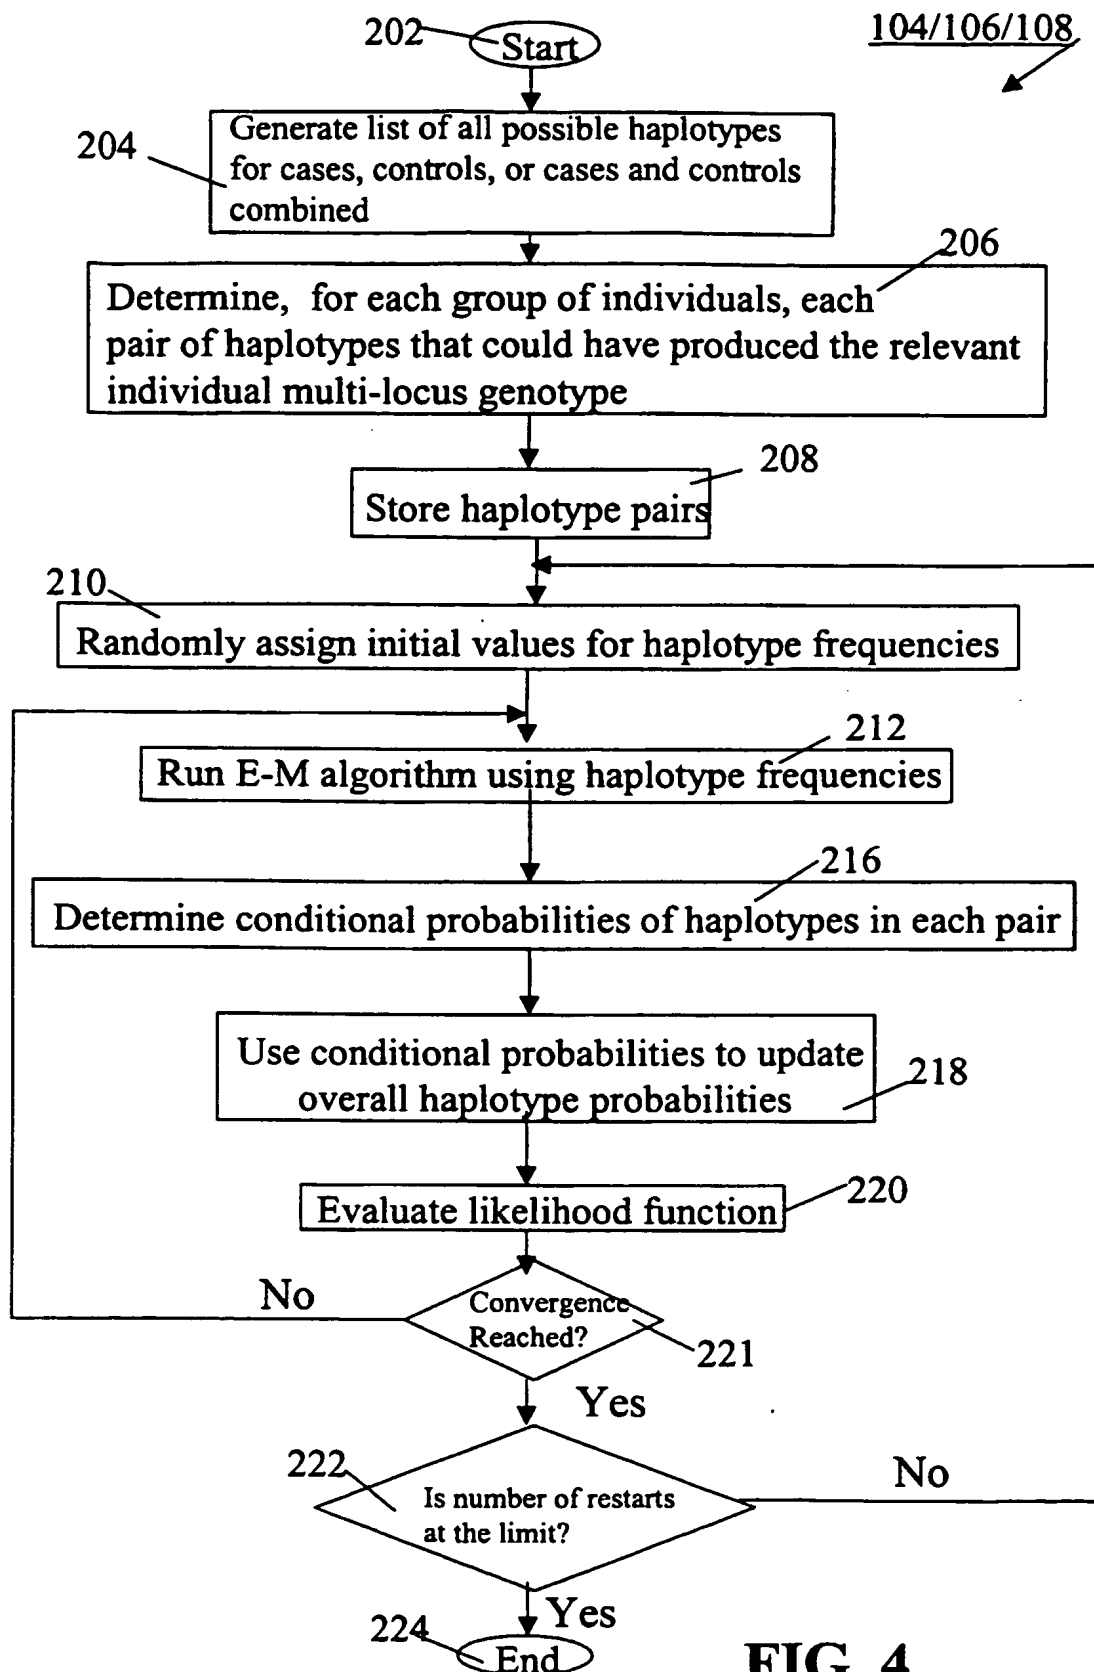 202 Start
104/106/108
204
Generate list of all possible haplotypes
for cases, controls, or cases and controls
combined
206
Determine, for each group of individuals, each
pair of haplotypes that could have produced the relevant
individual multi-locus genotype
208
Store haplotype pairs
210
Randomly assign initial values for haplotype frequencies
212
Run E-M algorithm using haplotype frequencies
216
Determine conditional probabilities of haplotypes in each pair
Use conditional probabilities to update
overall haplotype probabilities
218
Evaluate likelihood function
220
No
Convergence
Reached?
221
Yes
222
Is number of restarts
at the limit?
No
Yes
224
End
FIG. 4